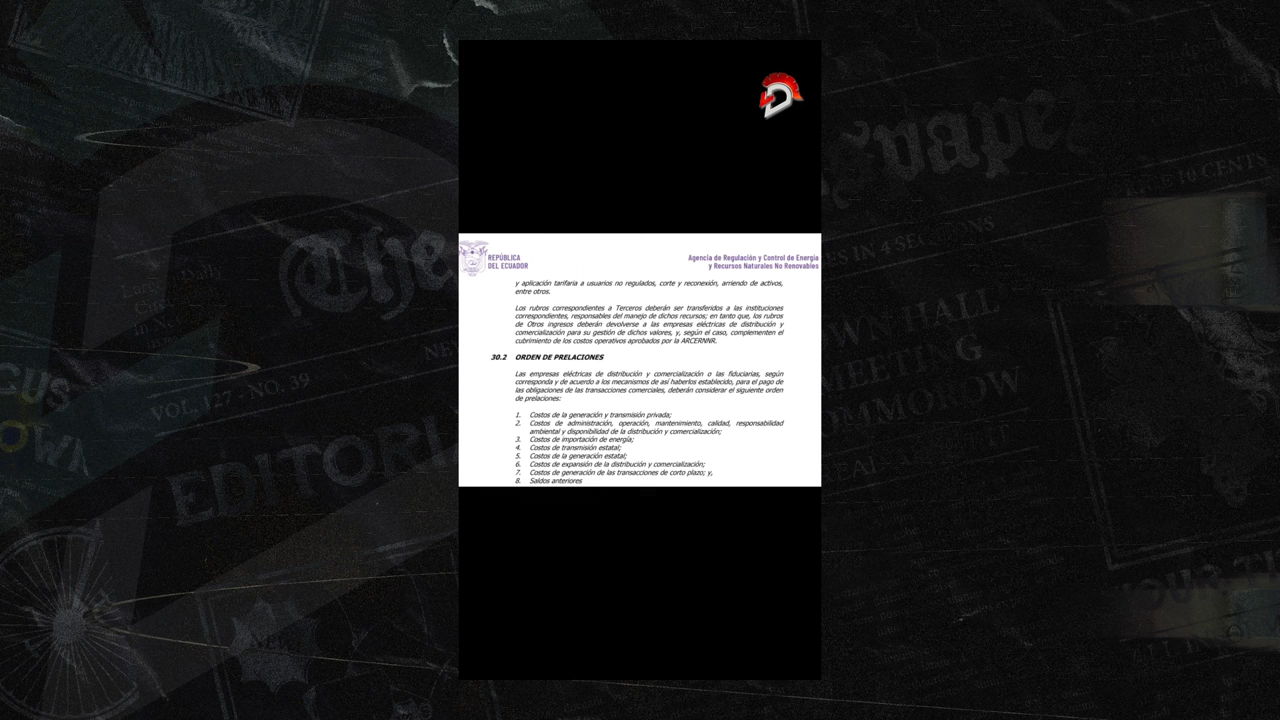 REPÚBLICA
DEL ECUADOR
Agencia de Regulación y Control de Energía
y Recursos Naturales No Renovables
y aplicación tarifaria a usuarios no regulados, corte y reconexión, arriendo de activos,
entre otros.
Los rubros correspondientes a Terceros deberán ser transferidos a las instituciones
correspondientes, responsables del manejo de dichos recursos; en tanto que, los rubros
de Otros ingresos deberán devolverse a las empresas eléctricas de distribución y
comercialización para su gestión de dichos valores, y, según el caso, complementen el
cubrimiento de los costos operativos aprobados por la ARCERNNR.
30.2 ORDEN DE PRELACIONES
Las empresas eléctricas de distribución y comercialización o las fiduciarias, según
corresponda y de acuerdo a los mecanismos de así haberlos establecido, para el pago de
las obligaciones de las transacciones comerciales, deberán considerar el siguiente orden
de prelaciones:
1. Costos de la generación y transmisión privada;
2. Costos de administración, operación, mantenimiento, calidad, responsabilidad
ambiental y disponibilidad de la distribución y comercialización;
3. Costos de importación de energía;
4. Costos de transmisión estatal;
5. Costos de la generación estatal;
6. Costos de expansión de la distribución y comercialización;
7. Costos de generación de las transacciones de corto plazo; y,
8. Saldos anteriores
The
EDITORI
VOL. NO. 39
10 CENTS